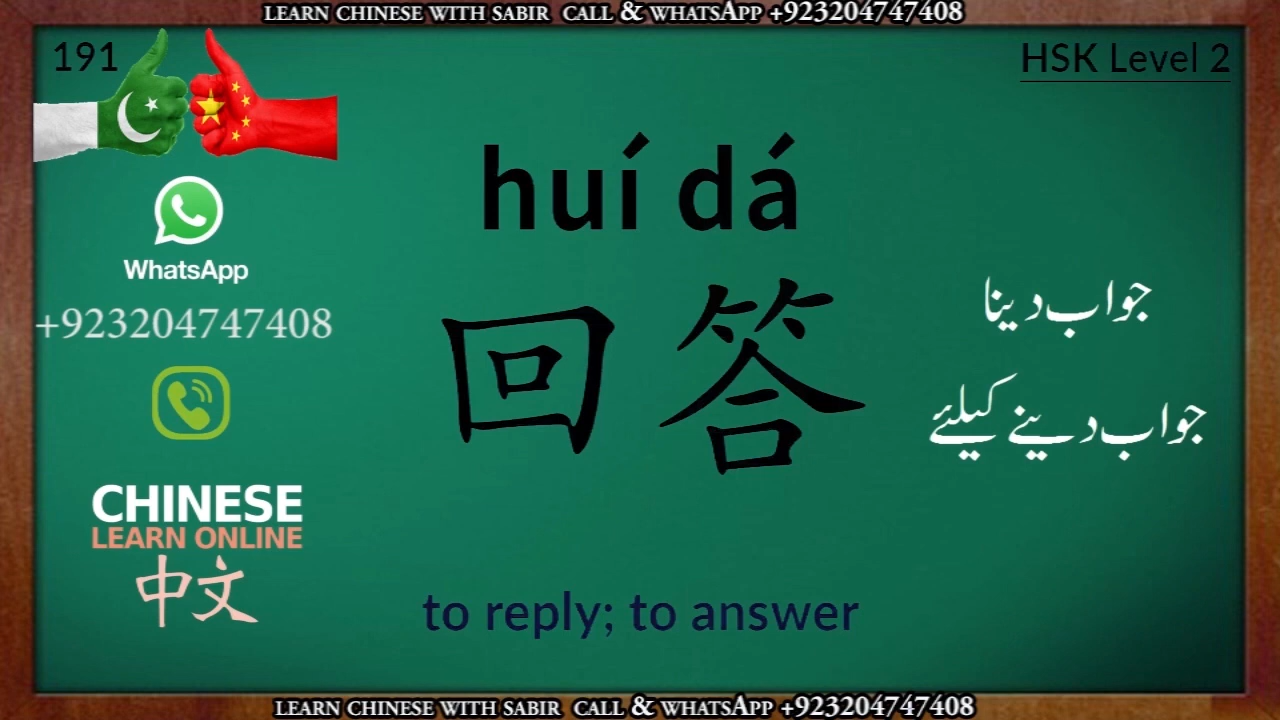 LEARN CHINESE WITH SABIR CALL & WHATSAPP +923204747408
191
HSK Level 2
huí dá
WhatsApp
回答
جواب دینا
+923204747408
جواب دینے کیلئے
CHINESE
LEARN ONLINE
中文
to reply; to answer
LEARN CHINESE WITH SABIR CALL & WHATSAPP +923204747408